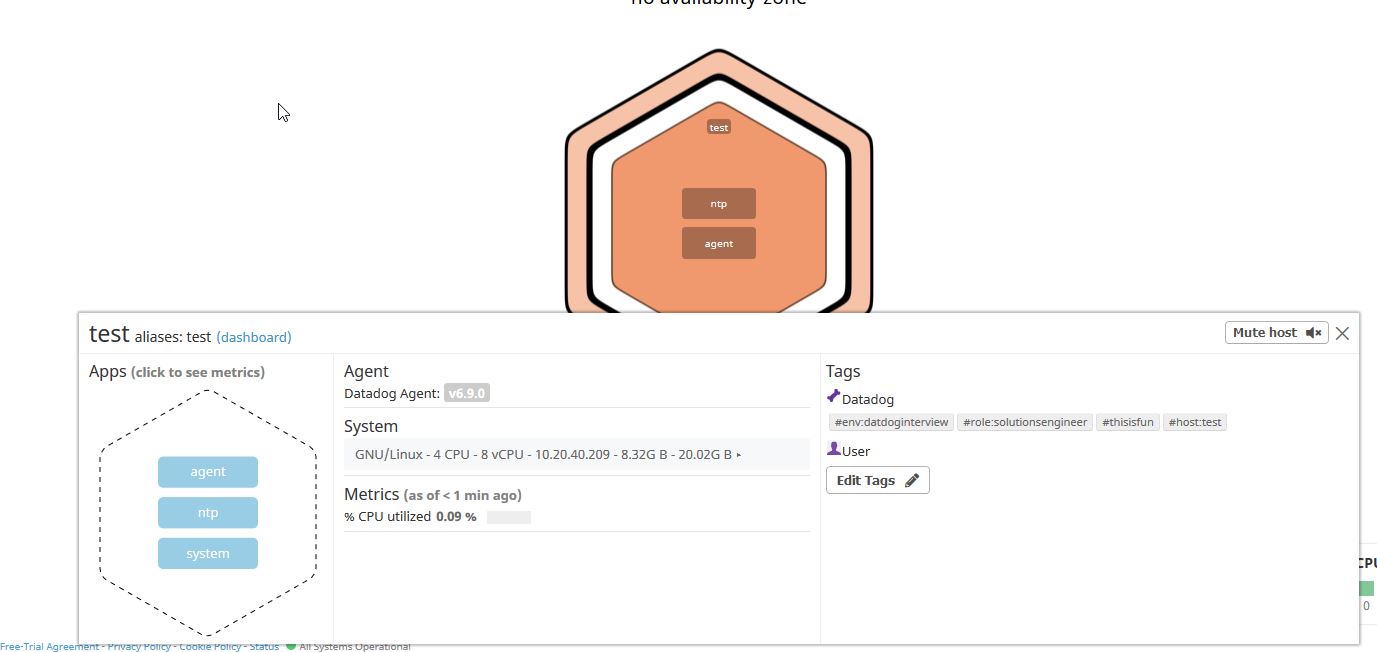 no availability zone
test
ntp
agent
test aliases: test (dashboard)
Mute host
Apps (click to see metrics)
agent
ntp
system
Agent
Datadog Agent: v6.9.0
System
GNU/Linux - 4 CPU - 8 vCPU - 10.20.40.209 - 8.32G B - 20.02G B
Metrics (as of < 1 min ago)
% CPU utilized 0.09 %
Tags
Datadog
#env:datdoginterview #role:solutionsengineer #thisisfun #host:test
User
Edit Tags
CPU
0
Free-Trial Agreement - Privacy Policy - Cookie Policy - Status All Systems Operational